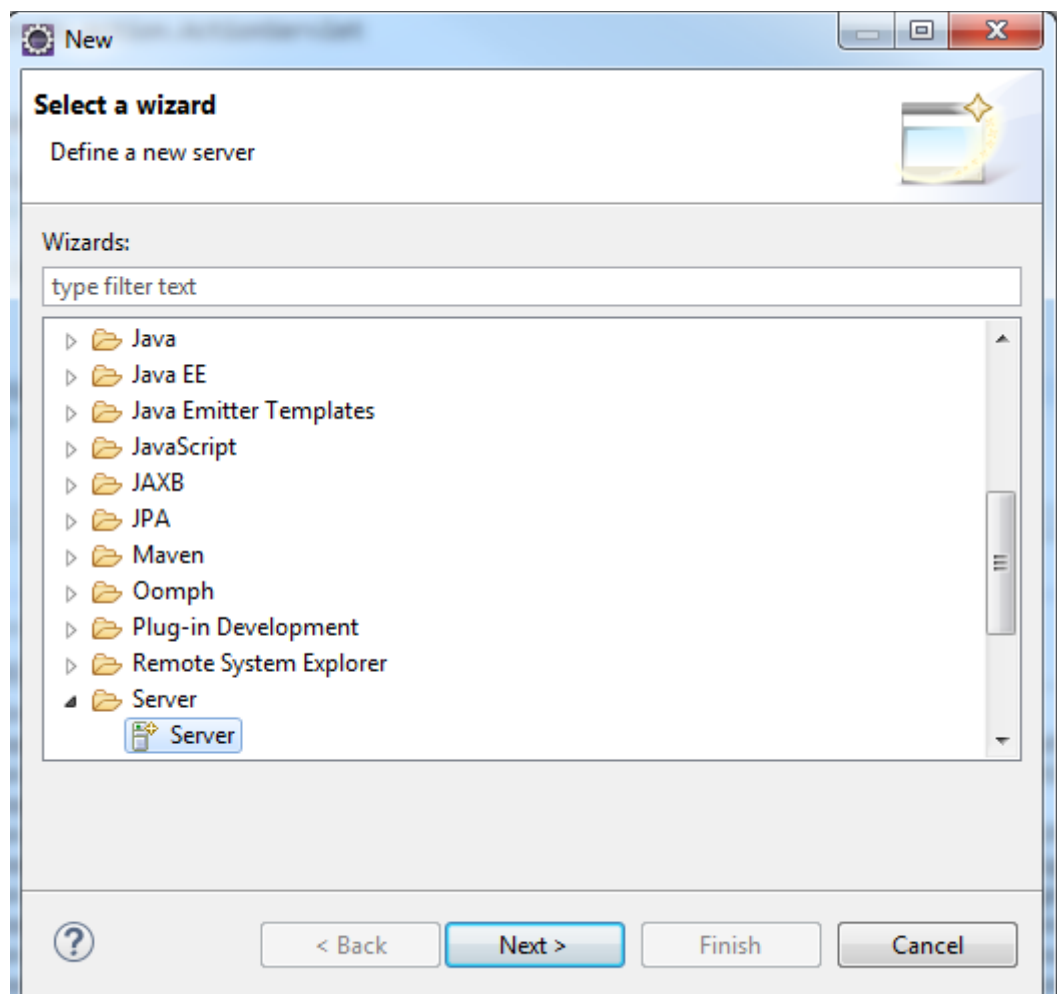 New
Select a wizard
Define a new server
Wizards:
type filter text
Java
Java EE
Java Emitter Templates
JavaScript
JAXB
JPA
Maven
Oomph
Plug-in Development
Remote System Explorer
Server
Server
< Back Next > Finish Cancel